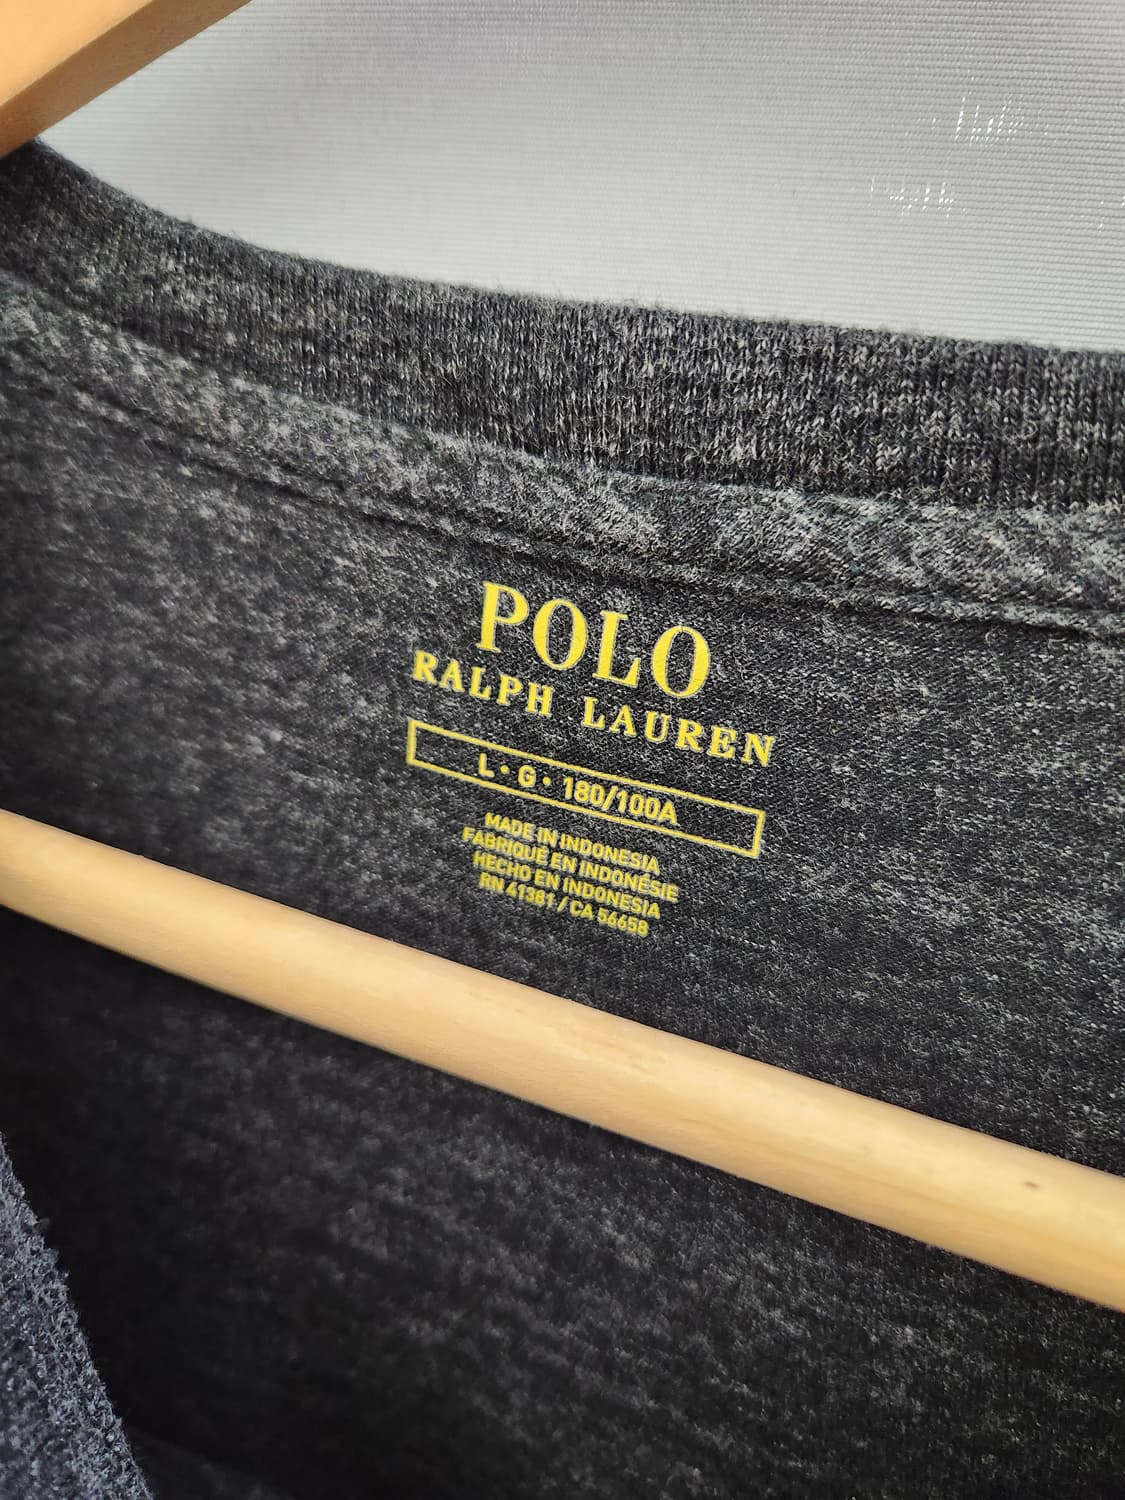 POLO
RALPH LAUREN
L • G • 180/100A
MADE IN INDONESIA
FABRIQUÉ EN INDONÉSIE
HECHO EN INDONESIA
RN 41381 / CA 56658